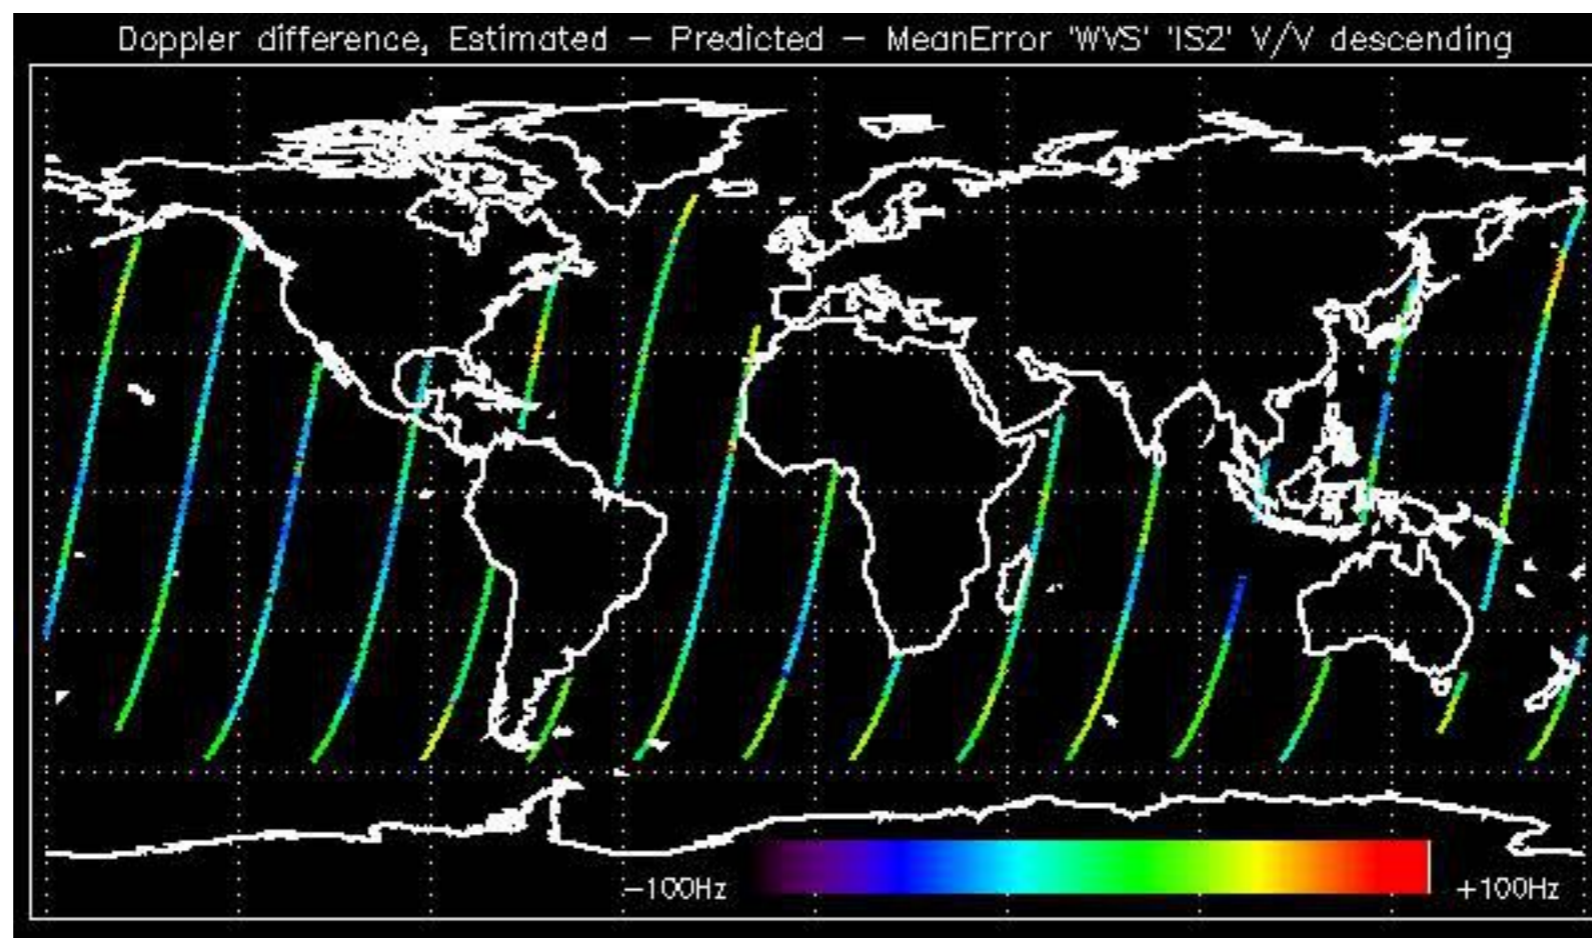 Doppler difference, Estimated - Predicted - MeanError 'WVS' 'IS2' V/V descending
-100Hz
+100Hz